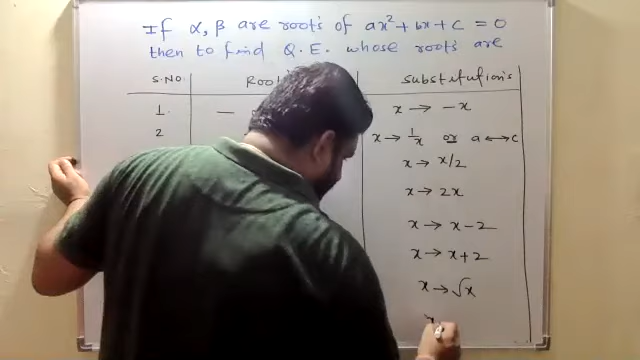 If α, β are roots of ax² + bx + c = 0
then to find Q.E. whose roots are
S.NO. Root Substitutions
1. — x → -x
2 x → 1/x or a ↔ c
x → x/2
x → 2x
x → x-2
x → x+2
x → √x